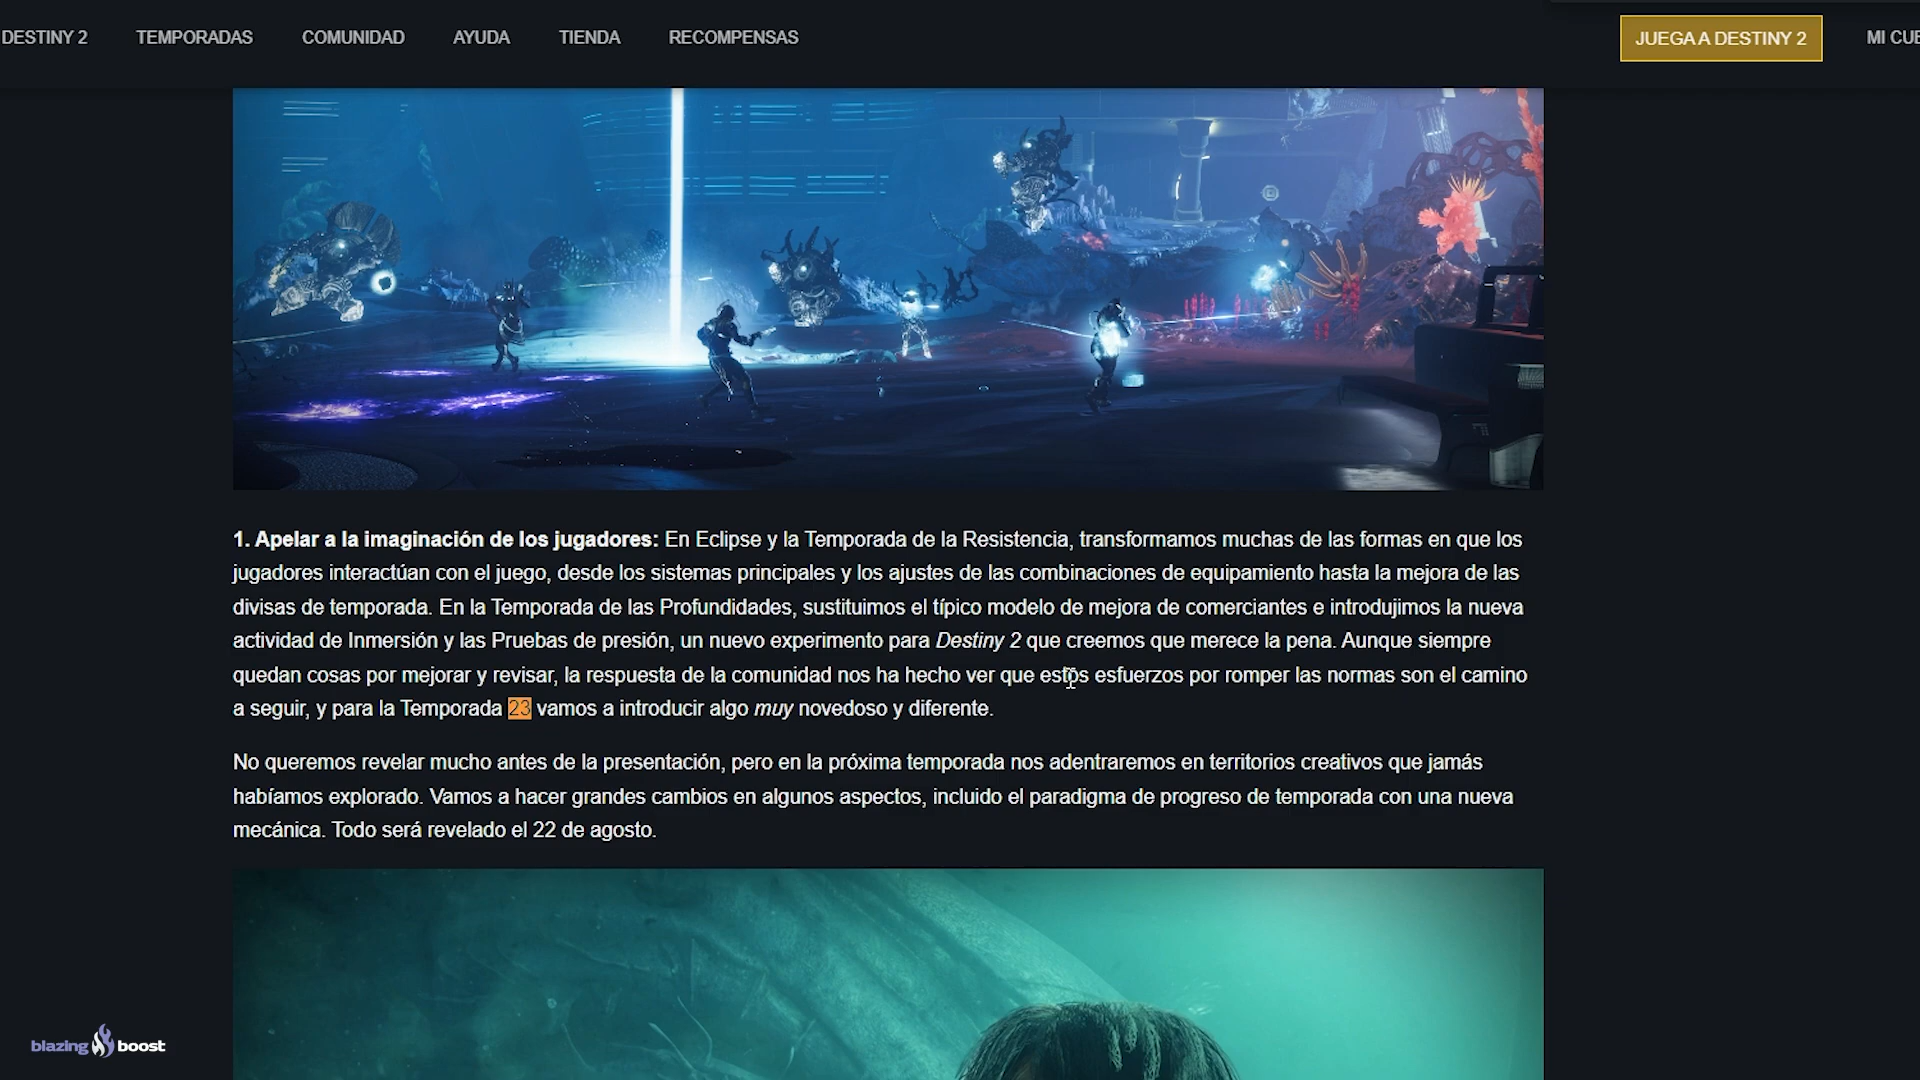 DESTINY 2 TEMPORADAS COMUNIDAD AYUDA TIENDA RECOMPENSAS JUEGA A DESTINY 2 MI CUE
1. Apelar a la imaginación de los jugadores: En Eclipse y la Temporada de la Resistencia, transformamos muchas de las formas en que los
jugadores interactúan con el juego, desde los sistemas principales y los ajustes de las combinaciones de equipamiento hasta la mejora de las
divisas de temporada. En la Temporada de las Profundidades, sustituimos el típico modelo de mejora de comerciantes e introdujimos la nueva
actividad de Inmersión y las Pruebas de presión, un nuevo experimento para Destiny 2 que creemos que merece la pena. Aunque siempre
quedan cosas por mejorar y revisar, la respuesta de la comunidad nos ha hecho ver que estos esfuerzos por romper las normas son el camino
a seguir, y para la Temporada 23 vamos a introducir algo muy novedoso y diferente.
No queremos revelar mucho antes de la presentación, pero en la próxima temporada nos adentraremos en territorios creativos que jamás
habíamos explorado. Vamos a hacer grandes cambios en algunos aspectos, incluido el paradigma de progreso de temporada con una nueva
mecánica. Todo será revelado el 22 de agosto.
blazing boost